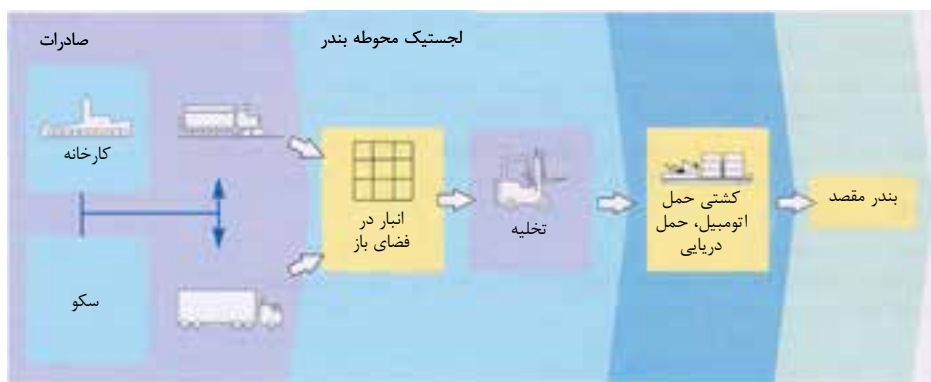 صادرات
لجستیک محوطه بندر
کارخانه
سکو
انبار در
فضای باز
تخلیه
کشتی حمل
اتومبیل، حمل
دریایی
بندر مقصد